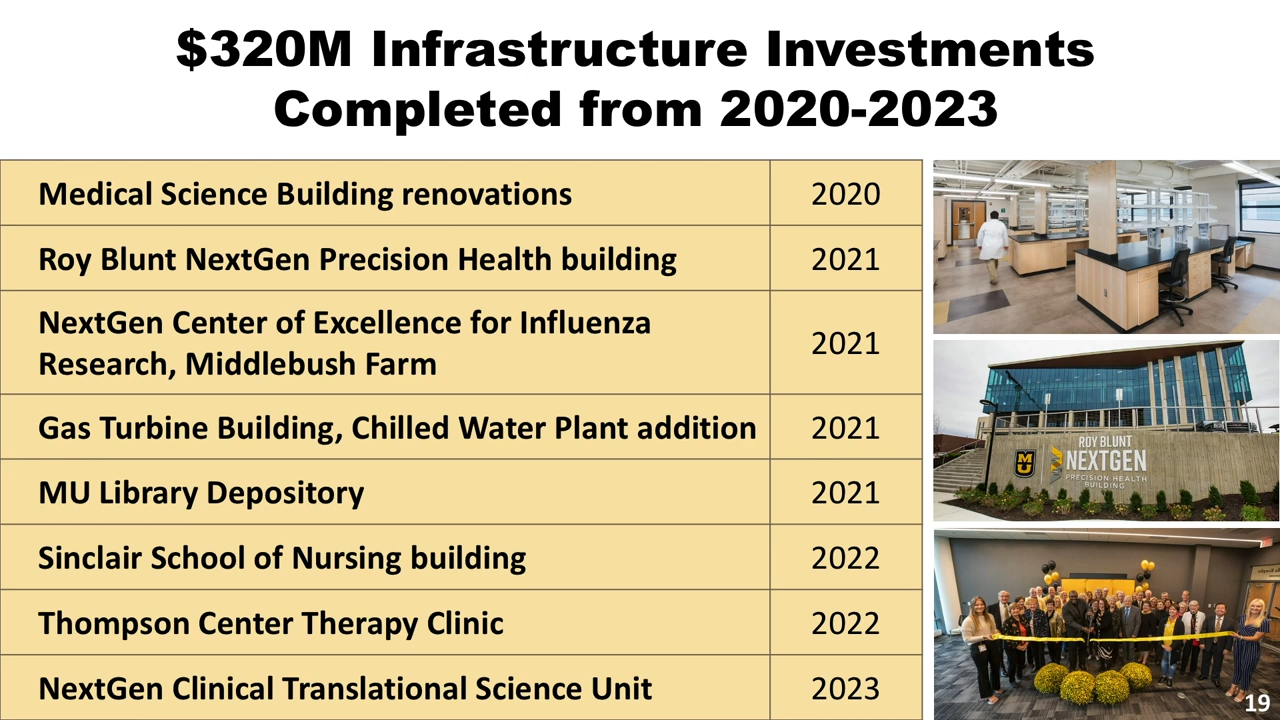 $320M Infrastructure Investments
Completed from 2020-2023
Medical Science Building renovations 2020
Roy Blunt NextGen Precision Health building 2021
NextGen Center of Excellence for Influenza
Research, Middlebush Farm 2021
Gas Turbine Building, Chilled Water Plant addition 2021
MU Library Depository 2021
Sinclair School of Nursing building 2022
Thompson Center Therapy Clinic 2022
NextGen Clinical Translational Science Unit 2023
MU
ROY BLUNT
NEXTGEN
PRECISION HEALTH
BUILDING
19